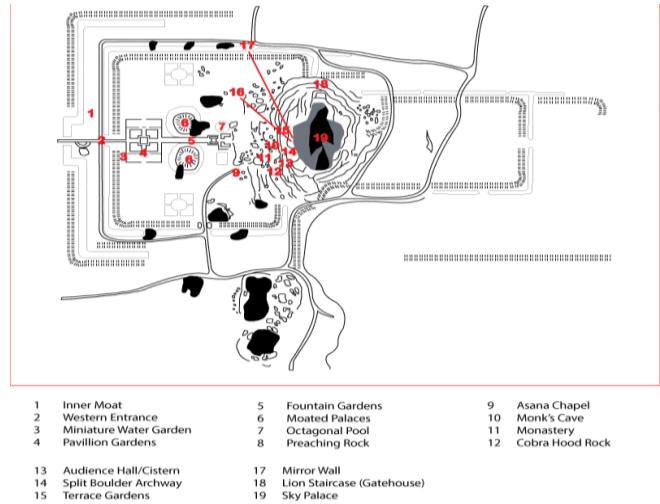 17
18
16
1
6
7
15
19
2
5
10
14
4
3
11
6
13
9
12
1 Inner Moat 5 Fountain Gardens 9 Asana Chapel
2 Western Entrance 6 Moated Palaces 10 Monk's Cave
3 Miniature Water Garden 7 Octagonal Pool 11 Monastery
4 Pavillion Gardens 8 Preaching Rock 12 Cobra Hood Rock
13 Audience Hall/Cistern 17 Mirror Wall
14 Split Boulder Archway 18 Lion Staircase (Gatehouse)
15 Terrace Gardens 19 Sky Palace